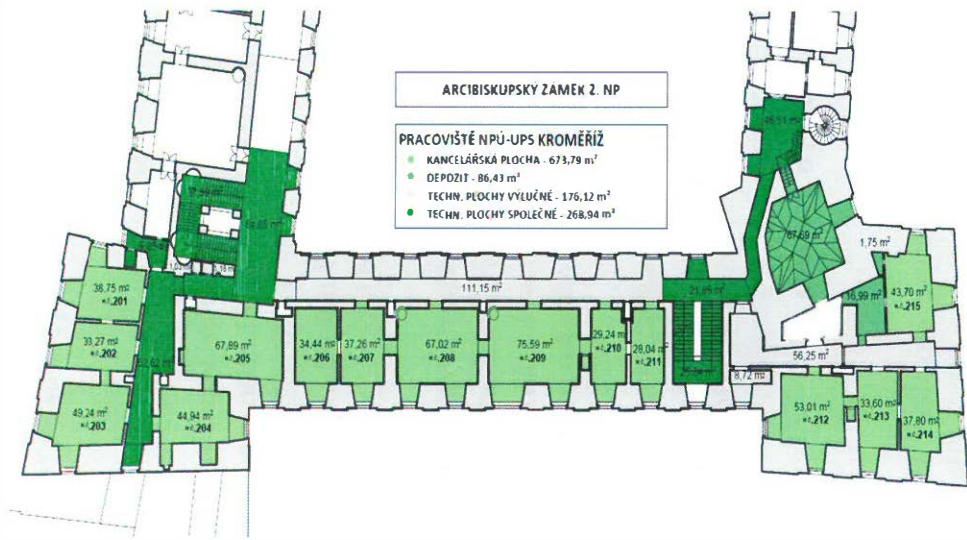 ARCIBISKUPSKÝ ZÁMEK 2. NP
PRACOVIŠTĚ NPÚ-UPS KROMĚŘÍŽ
KANCELÁŘSKÁ PLOCHA - 673,79 m²
DEPOZIT - 86,43 m²
TECHN. PLOCHY VÝLUČNÉ - 176,12 m²
TECHN. PLOCHY SPOLEČNÉ - 268,94 m²
1,75 m²
38,75 m²
.201
111,15 m²
16,99 m²
43,70 m²
.215
33,27 m²
.202
67,89 m²
.205
34,44 m²
.206
37,26 m²
.207
67,02 m²
.208
75,59 m²
.209
29,24 m²
.210
28,04 m²
.211
56,25 m²
8,72 m²
49,24 m²
.203
44,94 m²
.204
53,01 m²
.212
33,60 m²
.213
37,80 m²
.214